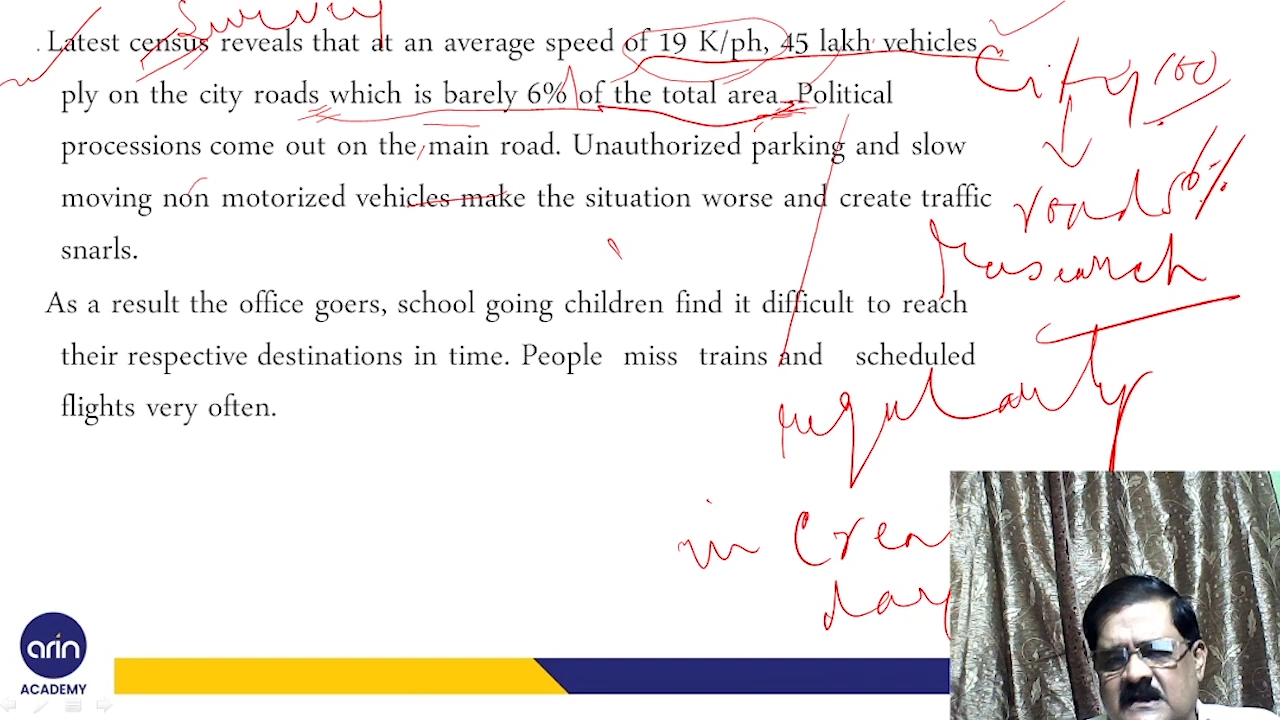 Survey
. Latest census reveals that at an average speed of 19 K/ph, 45 lakh vehicles
ply on the city roads which is barely 6% of the total area. Political
processions come out on the main road. Unauthorized parking and slow
moving non motorized vehicles make the situation worse and create traffic
snarls.
As a result the office goers, school going children find it difficult to reach
their respective destinations in time. People miss trains and scheduled
flights very often.
City 100
roads 6%
research
regularity
in crea
day
arin
ACADEMY